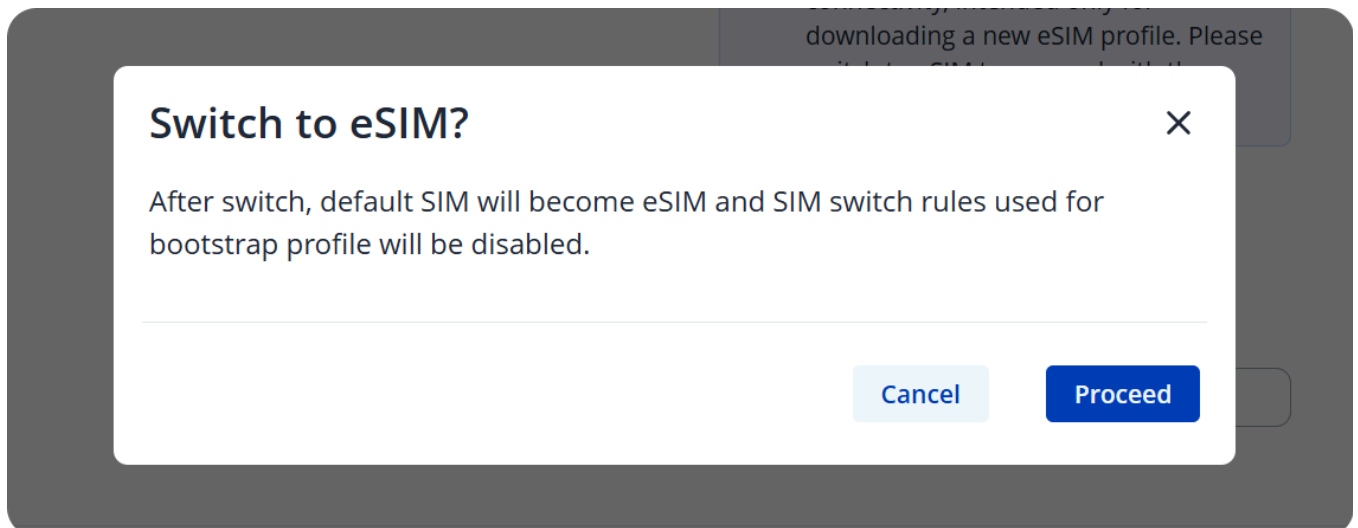 downloading a new eSIM profile. Please
Switch to eSIM?
After switch, default SIM will become eSIM and SIM switch rules used for
bootstrap profile will be disabled.
Cancel
Proceed